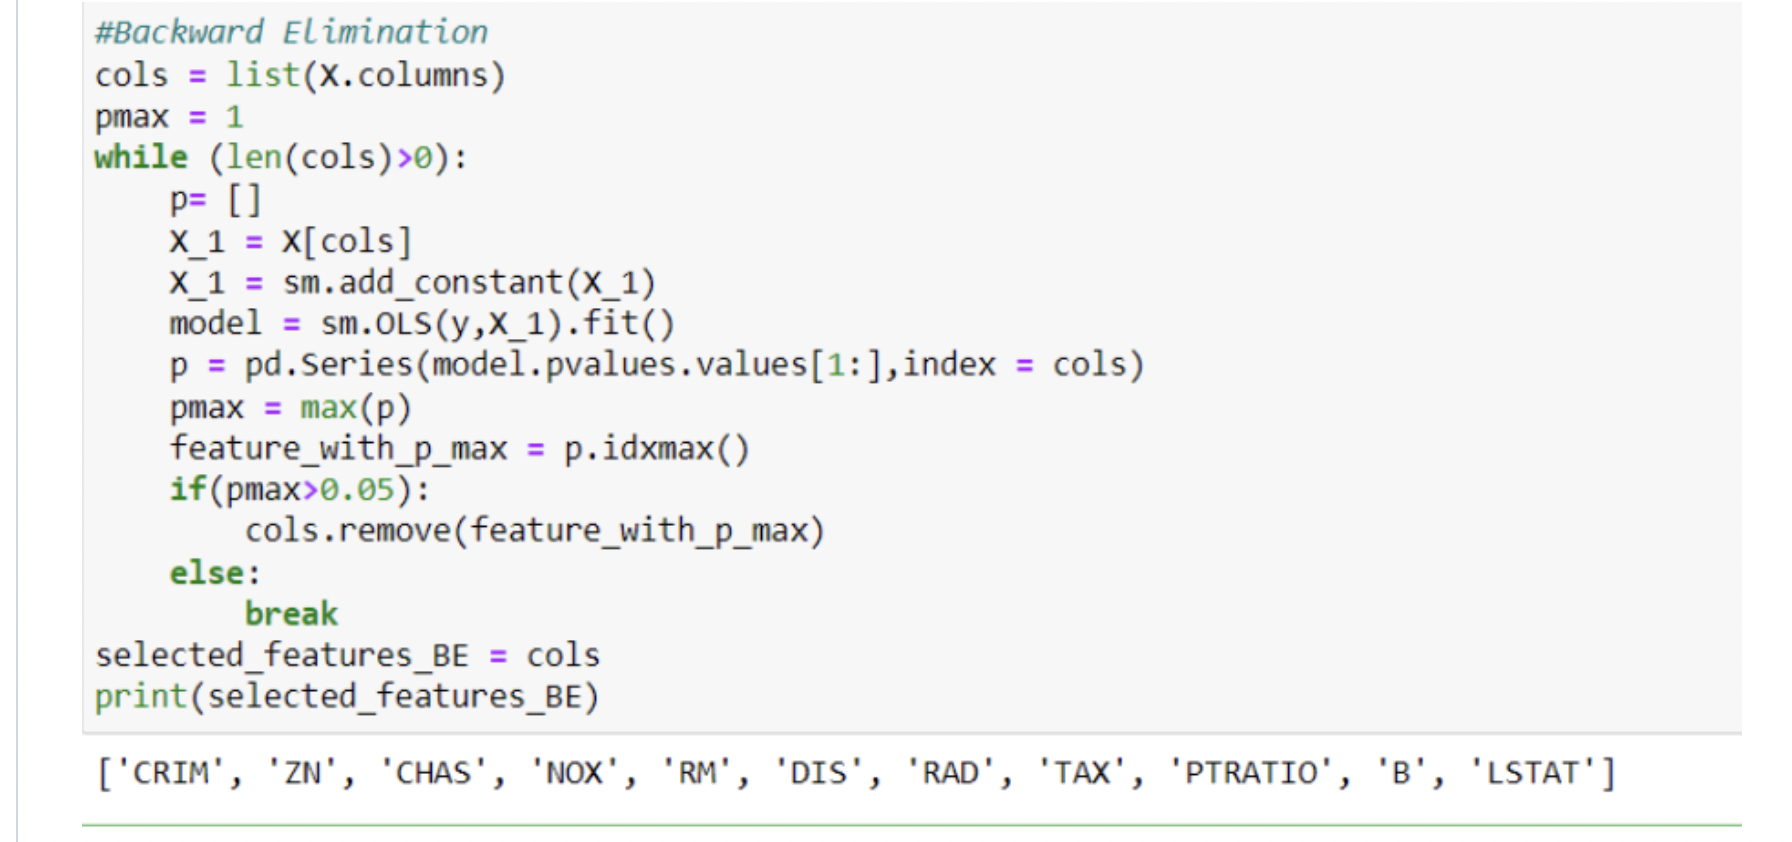 #Backward Elimination
cols = list(X.columns)
pmax = 1
while (len(cols)>0):
    p= []
    X_1 = X[cols]
    X_1 = sm.add_constant(X_1)
    model = sm.OLS(y,X_1).fit()
    p = pd.Series(model.pvalues.values[1:],index = cols)
    pmax = max(p)
    feature_with_p_max = p.idxmax()
    if(pmax>0.05):
        cols.remove(feature_with_p_max)
    else:
        break
selected_features_BE = cols
print(selected_features_BE)
['CRIM', 'ZN', 'CHAS', 'NOX', 'RM', 'DIS', 'RAD', 'TAX', 'PTRATIO', 'B', 'LSTAT']